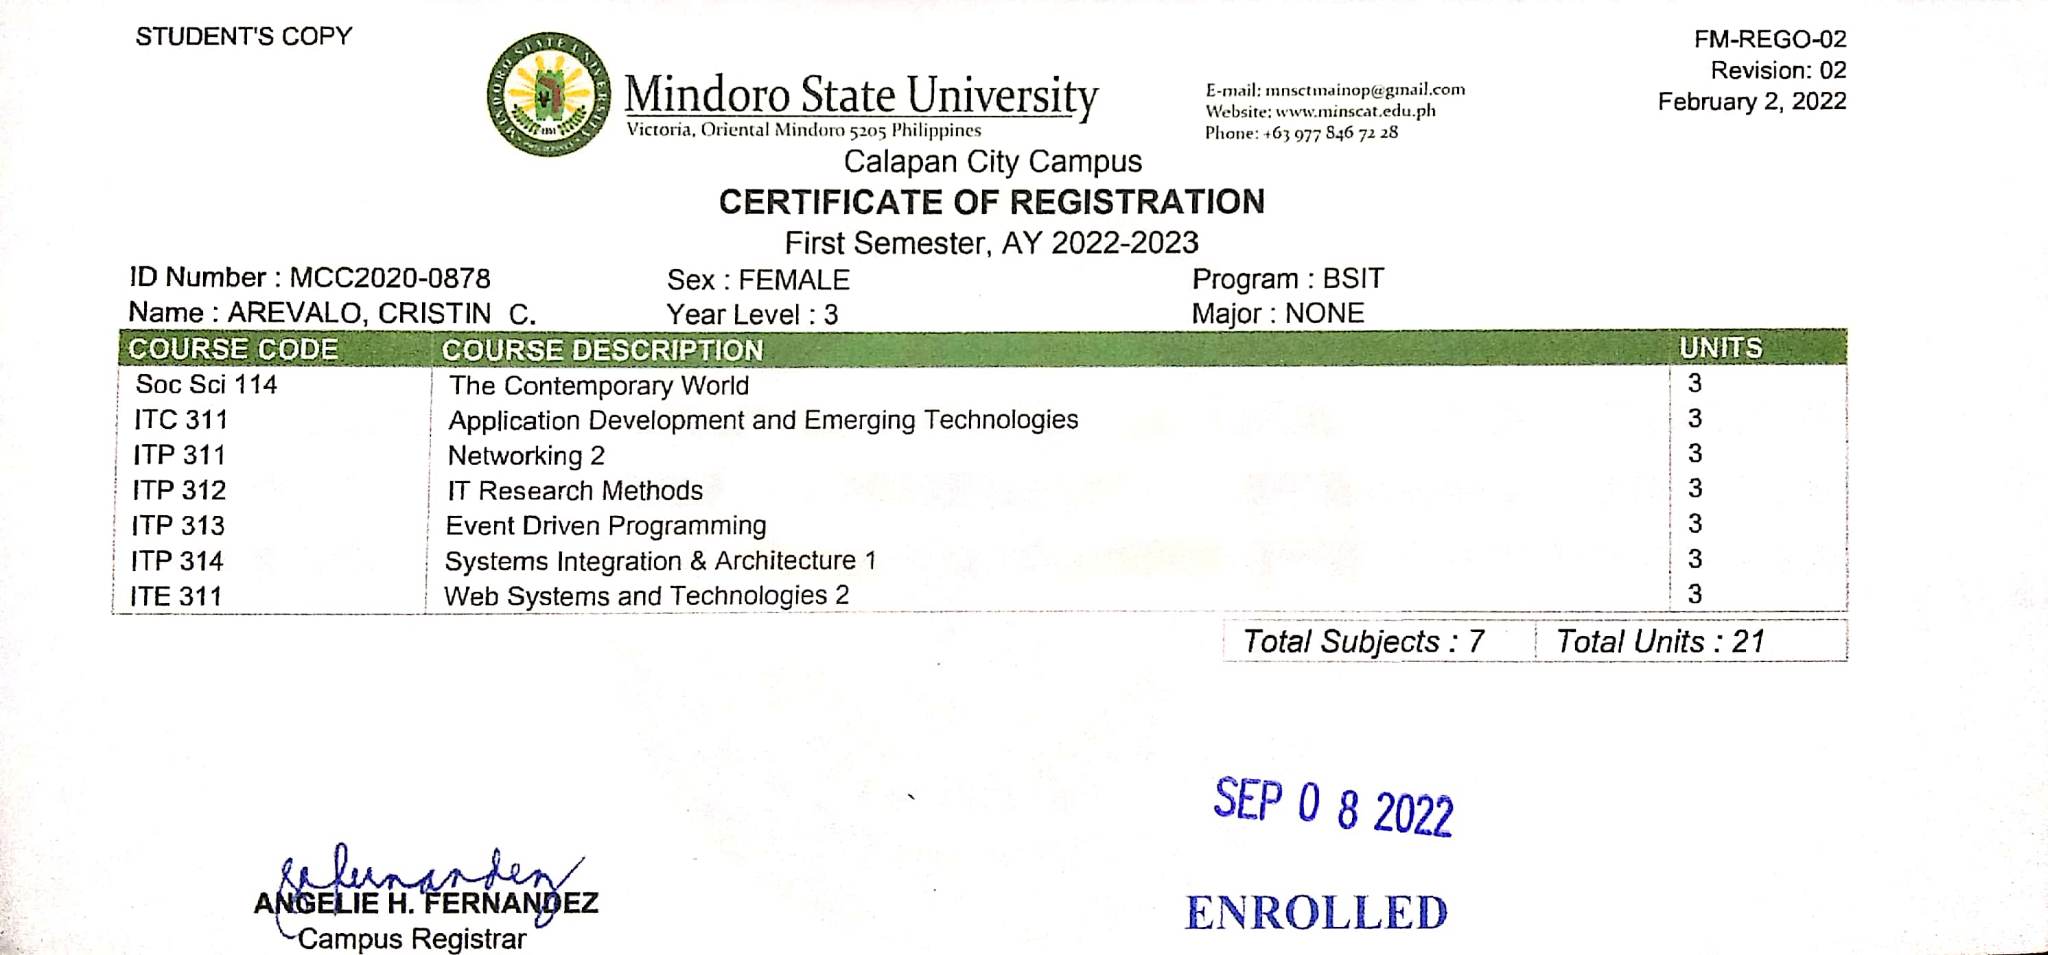 STUDENT'S COPY
FM-REGO-02
Revision: 02
February 2, 2022
MINDORO STATE UNIVERSITY
PHILIPPINES
1951
Mindoro State University
Victoria, Oriental Mindoro 5205 Philippines
E-mail: mnsctmainop@gmail.com
Website: www.minscat.edu.ph
Phone: +63 977 846 72 28
Calapan City Campus
CERTIFICATE OF REGISTRATION
First Semester, AY 2022-2023
ID Number : MCC2020-0878 Sex : FEMALE Program : BSIT
Name : AREVALO, CRISTIN C. Year Level : 3 Major : NONE
COURSE CODE COURSE DESCRIPTION UNITS
Soc Sci 114 The Contemporary World 3
ITC 311 Application Development and Emerging Technologies 3
ITP 311 Networking 2 3
ITP 312 IT Research Methods 3
ITP 313 Event Driven Programming 3
ITP 314 Systems Integration & Architecture 1 3
ITE 311 Web Systems and Technologies 2 3
Total Subjects : 7 Total Units : 21
SEP 08 2022
ENROLLED
ANGELIE H. FERNANDEZ
Campus Registrar